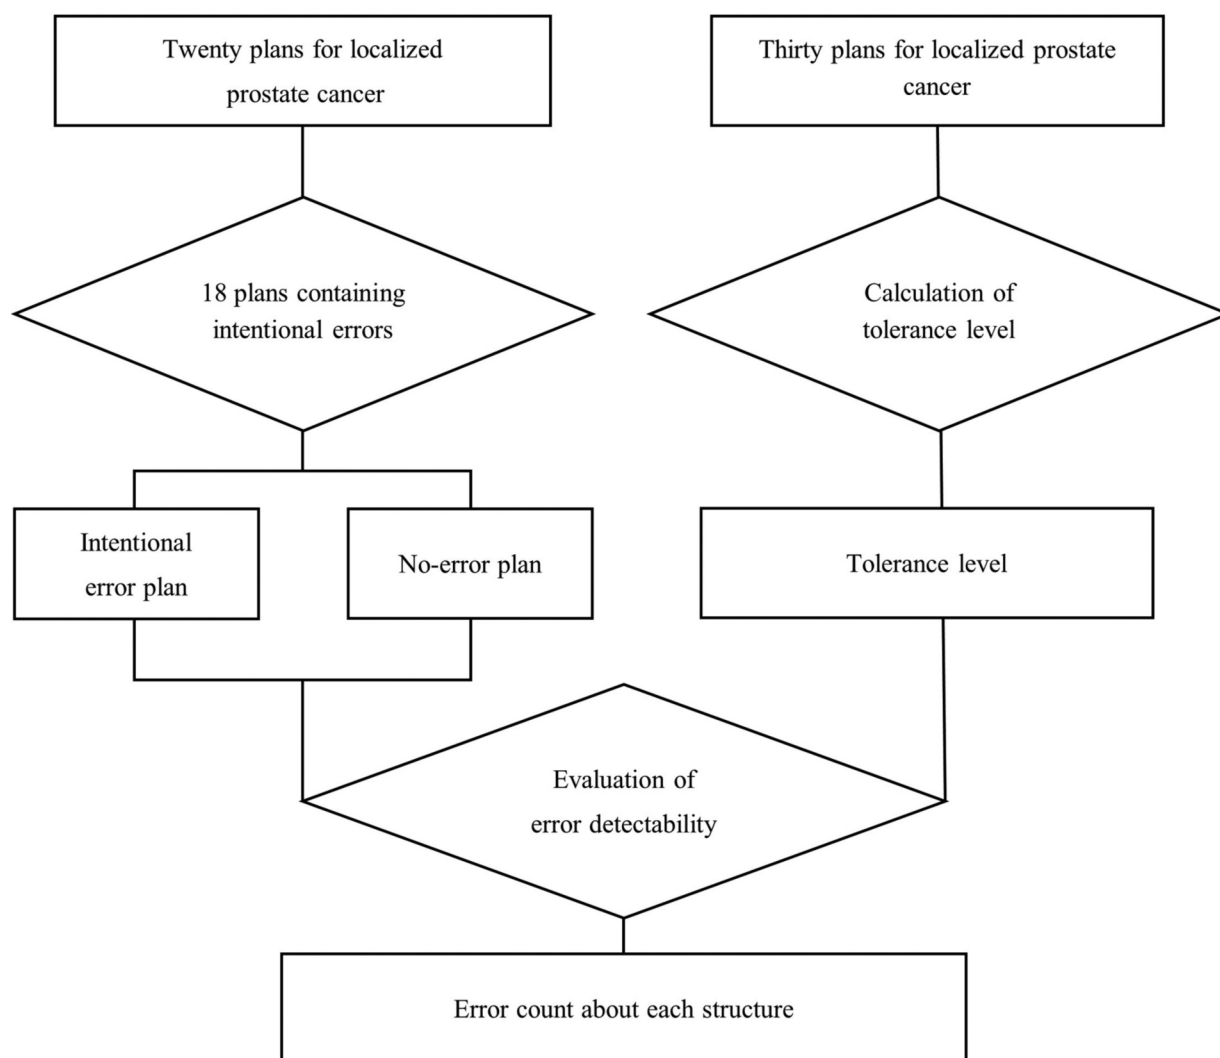 Twenty plans for localized
prostate cancer
Thirty plans for localized prostate
cancer
18 plans containing
intentional errors
Calculation of
tolerance level
Intentional
error plan
No-error plan
Tolerance level
Evaluation of
error detectability
Error count about each structure